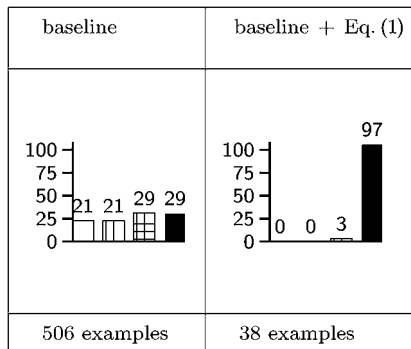 baseline
baseline + Eq. (1)
100
75
50
25
0
21 21 29 29
100
75
50
25
0
0 0 3 97
506 examples
38 examples